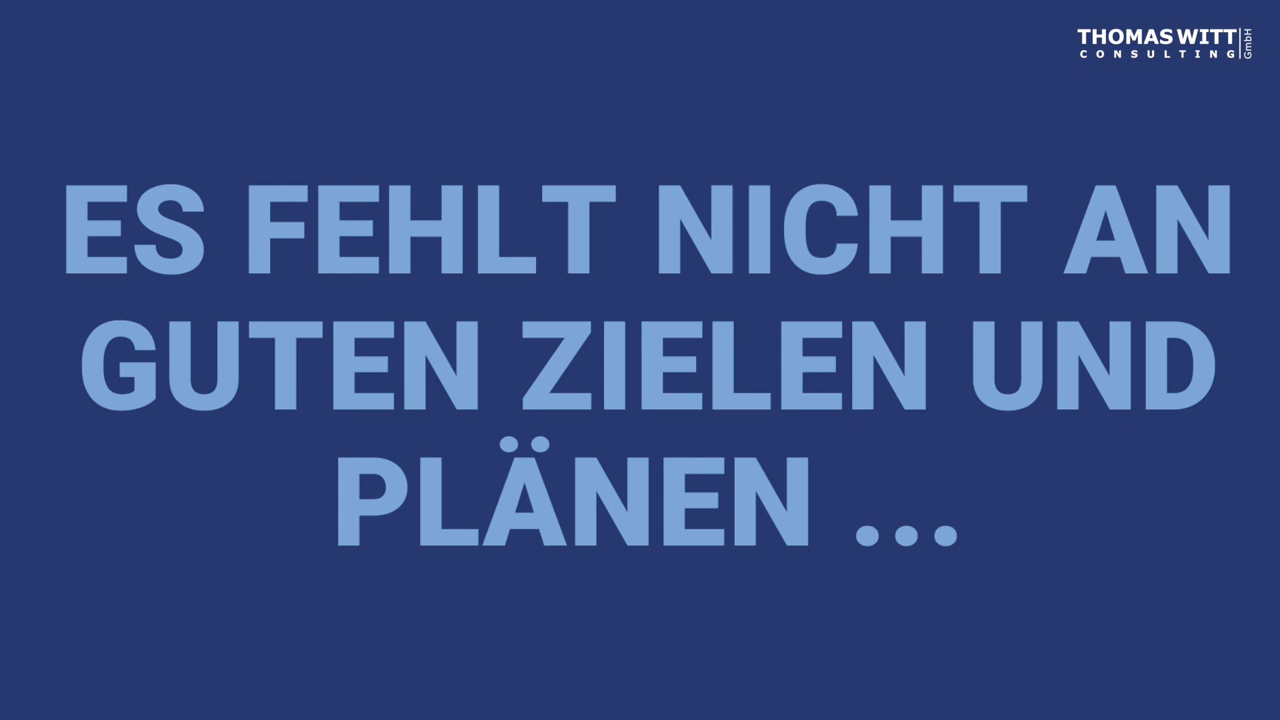 THOMAS WITT GmbH
CONSULTING
ES FEHLT NICHT AN
GUTEN ZIELEN UND
PLÄNEN ...